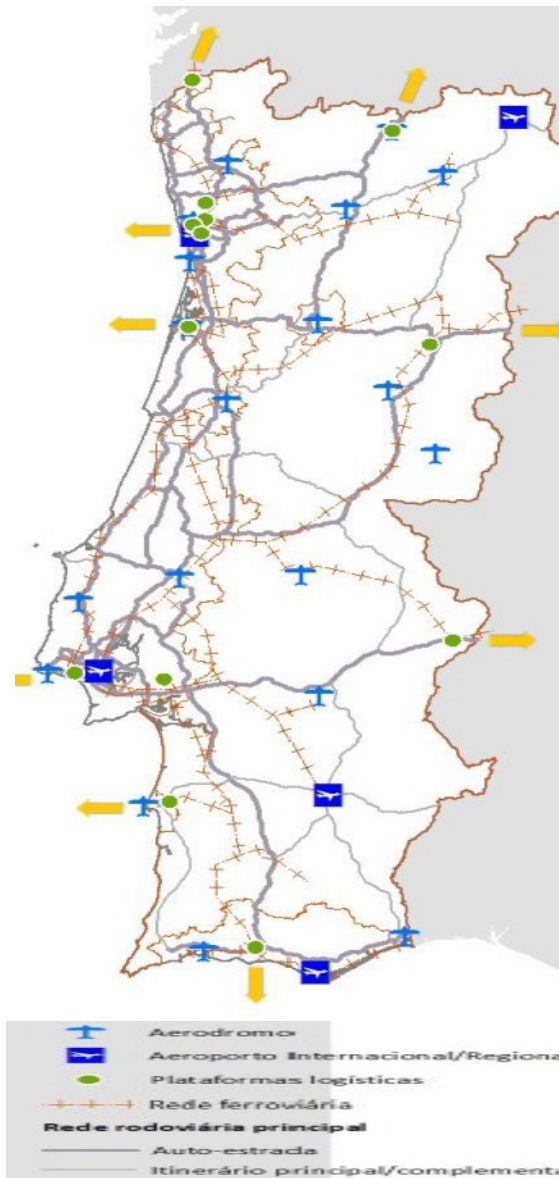 Aerodromo
Aeroporto Internacional/Regiona
Plataformas logísticas
Rede ferroviária
Rede rodoviária principal
Auto-estrada
Itinerário principal/complementa